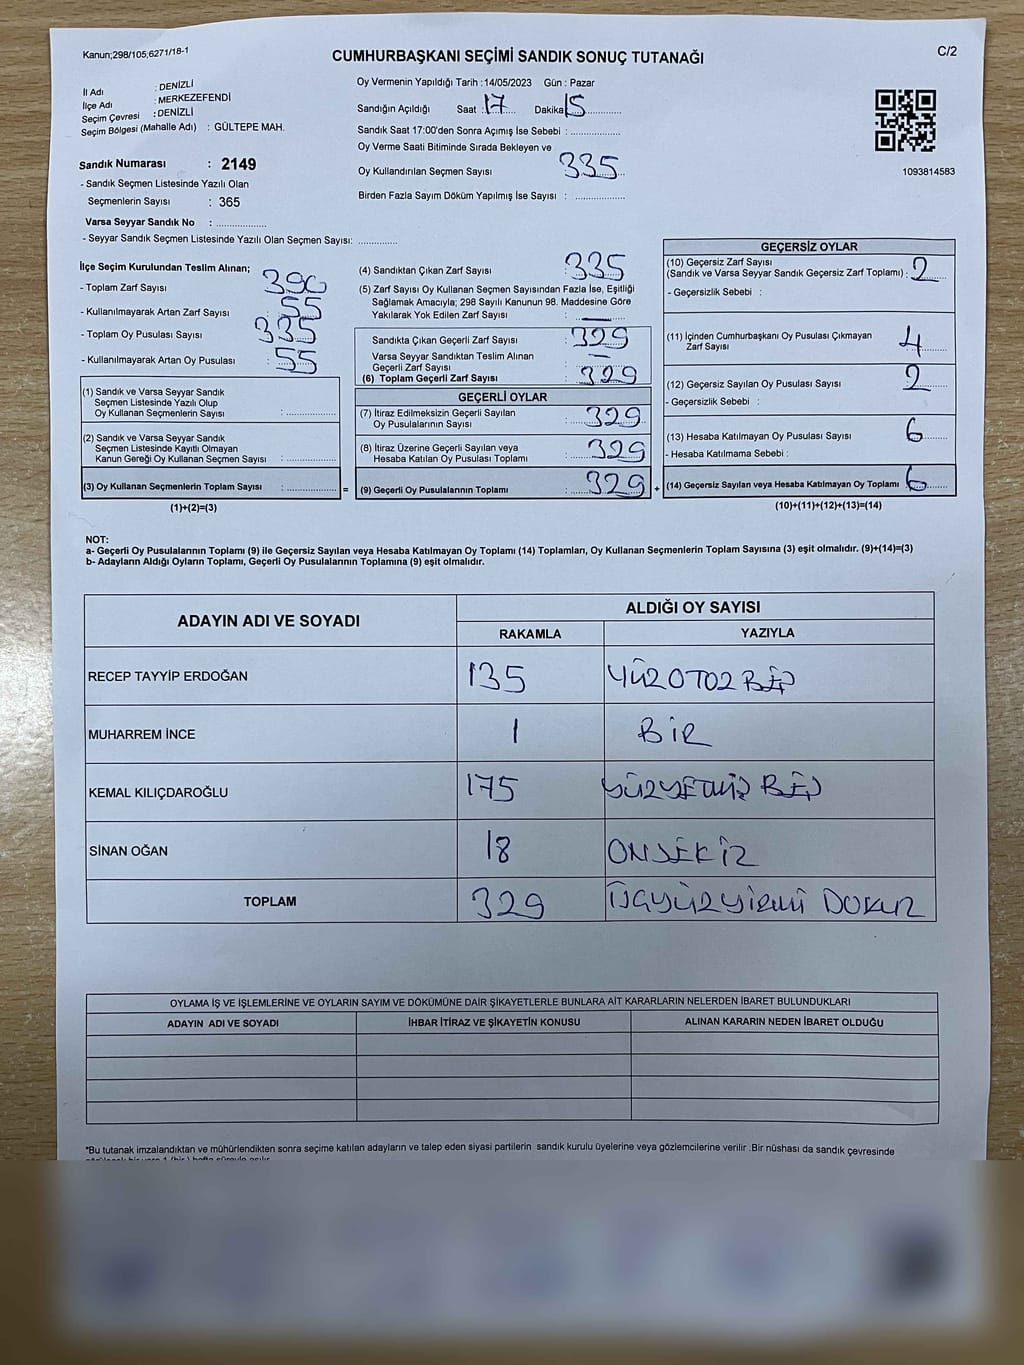 Kanun;298/105;6271/18-1
CUMHURBAŞKANI SEÇİMİ SANDIK SONUÇ TUTANAĞI
C/2
İl Adı : DENİZLİ
İlçe Adı : MERKEZEFENDİ
Seçim Çevresi : DENİZLİ
Seçim Bölgesi (Mahalle Adı) : GÜLTEPE MAH.
Sandık Numarası : 2149
- Sandık Seçmen Listesinde Yazılı Olan
Seçmenlerin Sayısı : 365
Varsa Seyyar Sandık No : ..................
- Seyyar Sandık Seçmen Listesinde Yazılı Olan Seçmen Sayısı: .............
Oy Vermenin Yapıldığı Tarih : 14/05/2023 Gün : Pazar
Sandığın Açıldığı Saat : 17 Dakika 15
Sandık Saat 17:00'den Sonra Açımış İse Sebebi : ................
Oy Verme Saati Bitiminde Sırada Bekleyen ve
Oy Kullandırılan Seçmen Sayısı 335
Birden Fazla Sayım Döküm Yapılmış İse Sayısı : ................
1093814583
İlçe Seçim Kurulundan Teslim Alınan;
- Toplam Zarf Sayısı 390
- Kullanılmayarak Artan Zarf Sayısı : 55
- Toplam Oy Pusulası Sayısı : 335
- Kullanılmayarak Artan Oy Pusulası : 55
(1) Sandık ve Varsa Seyyar Sandık
Seçmen Listesinde Yazılı Olup
Oy Kullanan Seçmenlerin Sayısı : ................
(2) Sandık ve Varsa Seyyar Sandık
Seçmen Listesinde Kayıtlı Olmayan
Kanun Gereği Oy Kullanan Seçmen Sayısı : ................
(3) Oy Kullanan Seçmenlerin Toplam Sayısı : ................ =
(1)+(2)=(3)
(4) Sandıktan Çıkan Zarf Sayısı : 335
(5) Zarf Sayısı Oy Kullanan Seçmen Sayısından Fazla İse, Eşitliği
Sağlamak Amacıyla; 298 Sayılı Kanunun 98. Maddesine Göre
Yakılarak Yok Edilen Zarf Sayısı : —
Sandıkta Çıkan Geçerli Zarf Sayısı : 329
Varsa Seyyar Sandıktan Teslim Alınan
Geçerli Zarf Sayısı : —
(6) Toplam Geçerli Zarf Sayısı : 329
GEÇERLİ OYLAR
(7) İtiraz Edilmeksizin Geçerli Sayılan
Oy Pusulalarının Sayısı : 329
(8) İtiraz Üzerine Geçerli Sayılan veya
Hesaba Katılan Oy Pusulası Toplamı : 329
(9) Geçerli Oy Pusulalarının Toplamı : 329 +
GEÇERSİZ OYLAR
(10) Geçersiz Zarf Sayısı
(Sandık ve Varsa Seyyar Sandık Geçersiz Zarf Toplamı) : 2
- Geçersizlik Sebebi :
(11) İçinden Cumhurbaşkanı Oy Pusulası Çıkmayan
Zarf Sayısı : 4
(12) Geçersiz Sayılan Oy Pusulası Sayısı : 2
- Geçersizlik Sebebi :
(13) Hesaba Katılmayan Oy Pusulası Sayısı : 6
- Hesaba Katılmama Sebebi :
(14) Geçersiz Sayılan veya Hesaba Katılmayan Oy Toplamı : 6
(10)+(11)+(12)+(13)=(14)
NOT:
a- Geçerli Oy Pusulalarının Toplamı (9) ile Geçersiz Sayılan veya Hesaba Katılmayan Oy Toplamı (14) Toplamları, Oy Kullanan Seçmenlerin Toplam Sayısına (3) eşit olmalıdır. (9)+(14)=(3)
b- Adayların Aldığı Oyların Toplamı, Geçerli Oy Pusulalarının Toplamına (9) eşit olmalıdır.
ADAYIN ADI VE SOYADI
ALDIĞI OY SAYISI
RAKAMLA YAZIYLA
RECEP TAYYİP ERDOĞAN 135 YÜZOTOZ BEŞ
MUHARREM İNCE 1 BİR
KEMAL KILIÇDAROĞLU 175 YÜZYETMİŞ BEŞ
SİNAN OĞAN 18 ONSEKİZ
TOPLAM 329 ÜÇYÜZYİRMİ DOKUZ
OYLAMA İŞ VE İŞLEMLERİNE VE OYLARIN SAYIM VE DÖKÜMÜNE DAİR ŞİKAYETLERLE BUNLARA AİT KARARLARIN NELERDEN İBARET BULUNDUKLARI
ADAYIN ADI VE SOYADI İHBAR İTİRAZ VE ŞİKAYETİN KONUSU ALINAN KARARIN NEDEN İBARET OLDUĞU
*Bu tutanak imzalandıktan ve mühürlendikten sonra seçime katılan adayların ve talep eden siyasi partilerin sandık kurulu üyelerine veya gözlemcilerine verilir .Bir nüshası da sandık çevresinde